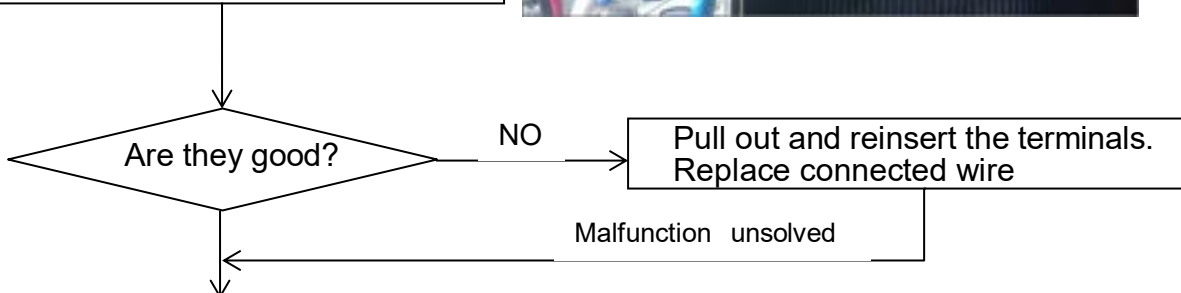 Are they good?
NO
Pull out and reinsert the terminals.
Replace connected wire
Malfunction unsolved